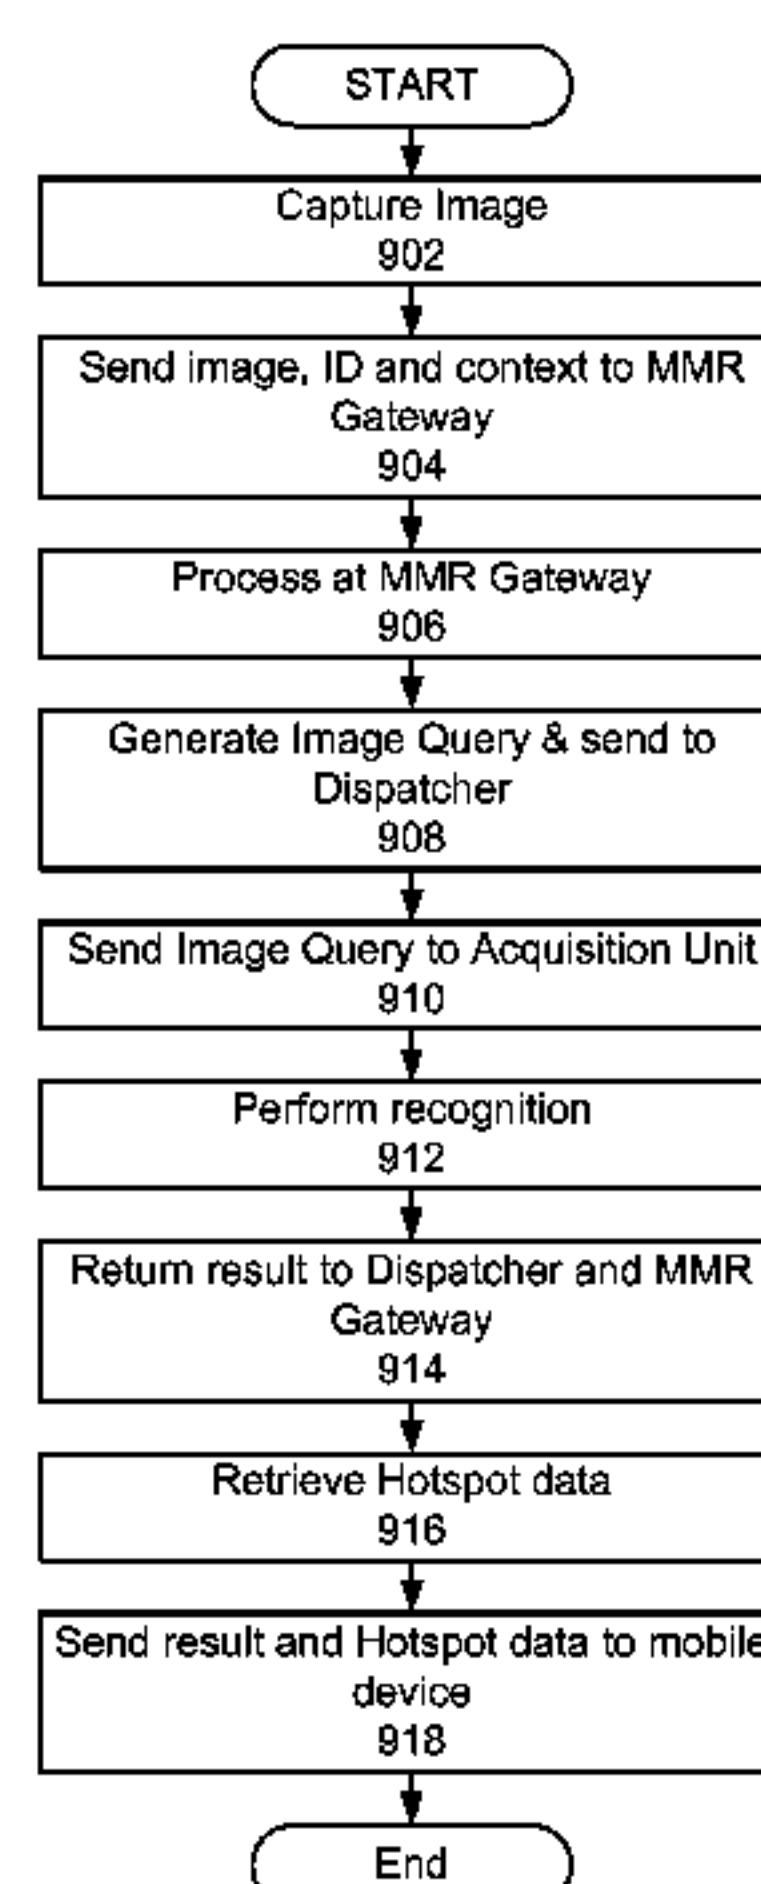 START
Capture Image
902
Send image, ID and context to MMR
Gateway
904
Process at MMR Gateway
906
Generate Image Query & send to
Dispatcher
908
Send Image Query to Acquisition Unit
910
Perform recognition
912
Return result to Dispatcher and MMR
Gateway
914
Retrieve Hotspot data
916
Send result and Hotspot data to mobile
device
918
End